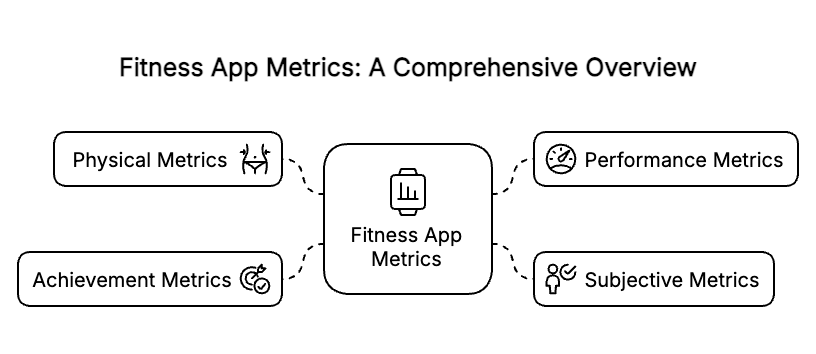 Fitness App Metrics: A Comprehensive Overview
Physical Metrics
Performance Metrics
Fitness App
Metrics
Achievement Metrics
Subjective Metrics